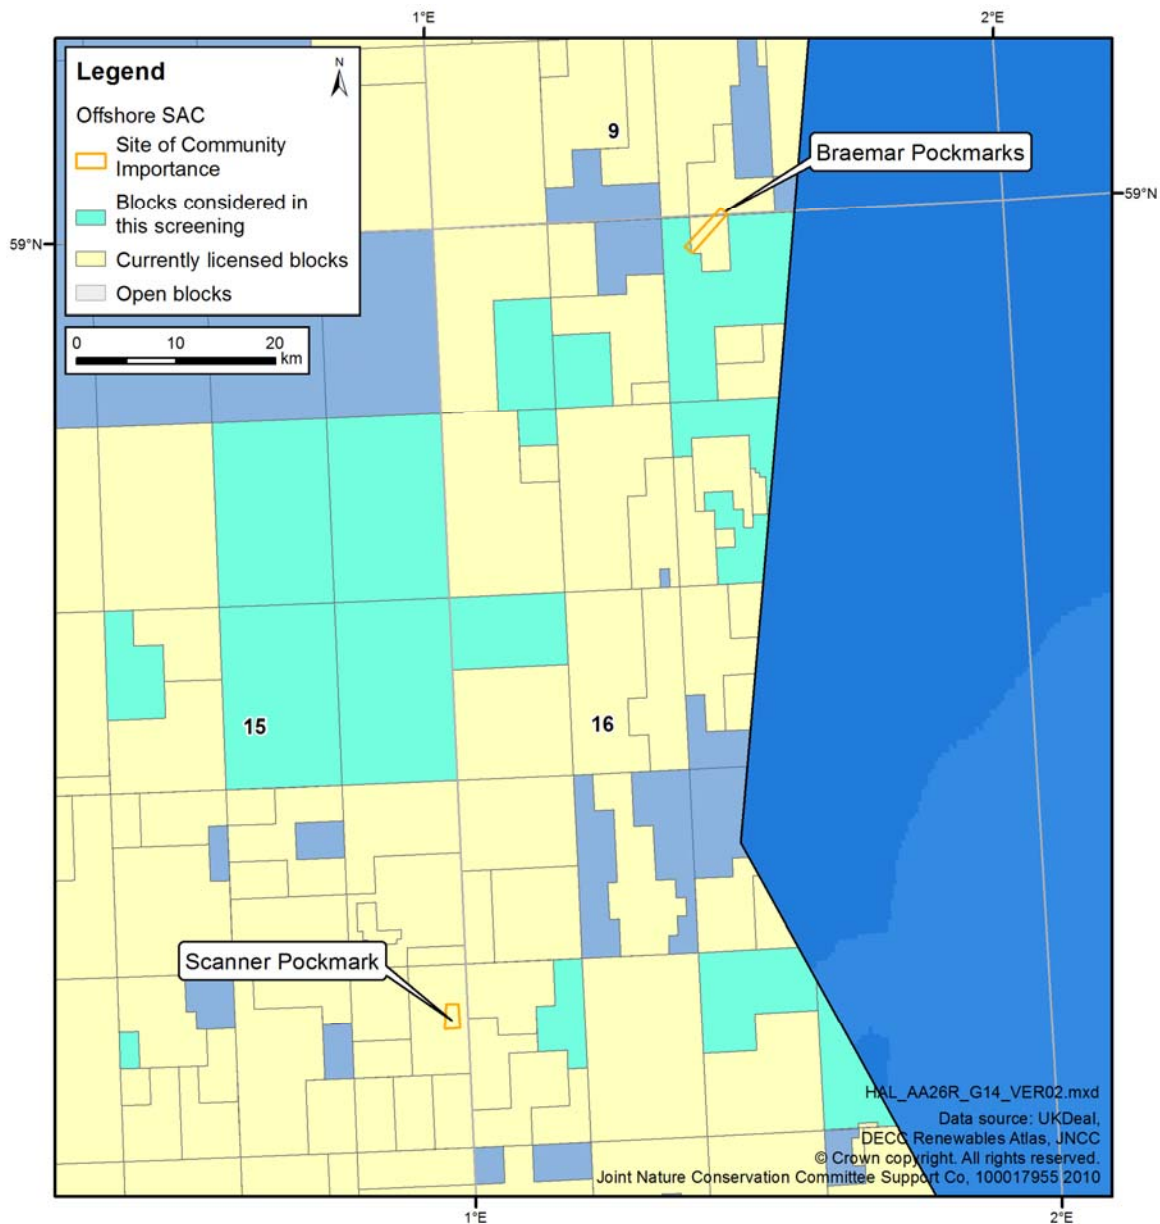 1°E
2°E
Legend
N
Offshore SAC
Site of Community
Importance
Blocks considered in
this screening
Currently licensed blocks
Open blocks
0 10 20
km
9
Braemar Pockmarks
59°N
59°N
15
16
Scanner Pockmark
HAL_AA26R_G14_VER02.mxd
Data source: UKDeal,
DECC Renewables Atlas, JNCC
© Crown copyright. All rights reserved.
Joint Nature Conservation Committee Support Co, 100017955 2010
1°E
2°E